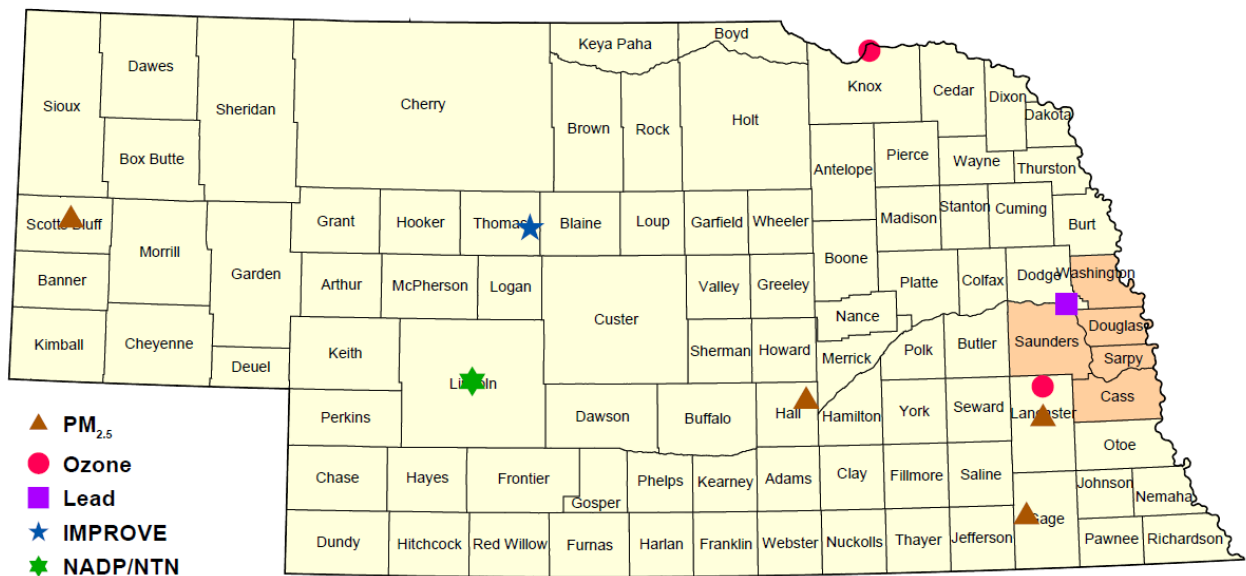 Keya Paha
Boyd
Dawes
Sioux
Sheridan
Cherry
Knox
Cedar
Dixon
Dakota
Brown
Rock
Holt
Box Butte
Antelope
Pierce
Wayne
Thurston
Scotts Bluff
Grant
Hooker
Thomas
Blaine
Loup
Garfield
Wheeler
Madison
Stanton
Cuming
Burt
Morrill
Garden
Banner
Arthur
McPherson
Logan
Valley
Greeley
Boone
Platte
Colfax
Dodge
Washington
Custer
Nance
Kimball
Cheyenne
Deuel
Keith
Lincoln
Sherman
Howard
Merrick
Polk
Butler
Saunders
Douglas
Sarpy
Cass
Perkins
Dawson
Buffalo
Hall
Hamilton
York
Seward
Lancaster
Otoe
Chase
Hayes
Frontier
Gosper
Phelps
Kearney
Adams
Clay
Fillmore
Saline
Johnson
Nemaha
Gage
Dundy
Hitchcock
Red Willow
Furnas
Harlan
Franklin
Webster
Nuckolls
Thayer
Jefferson
Pawnee
Richardson
PM2.5
Ozone
Lead
IMPROVE
NADP/NTN